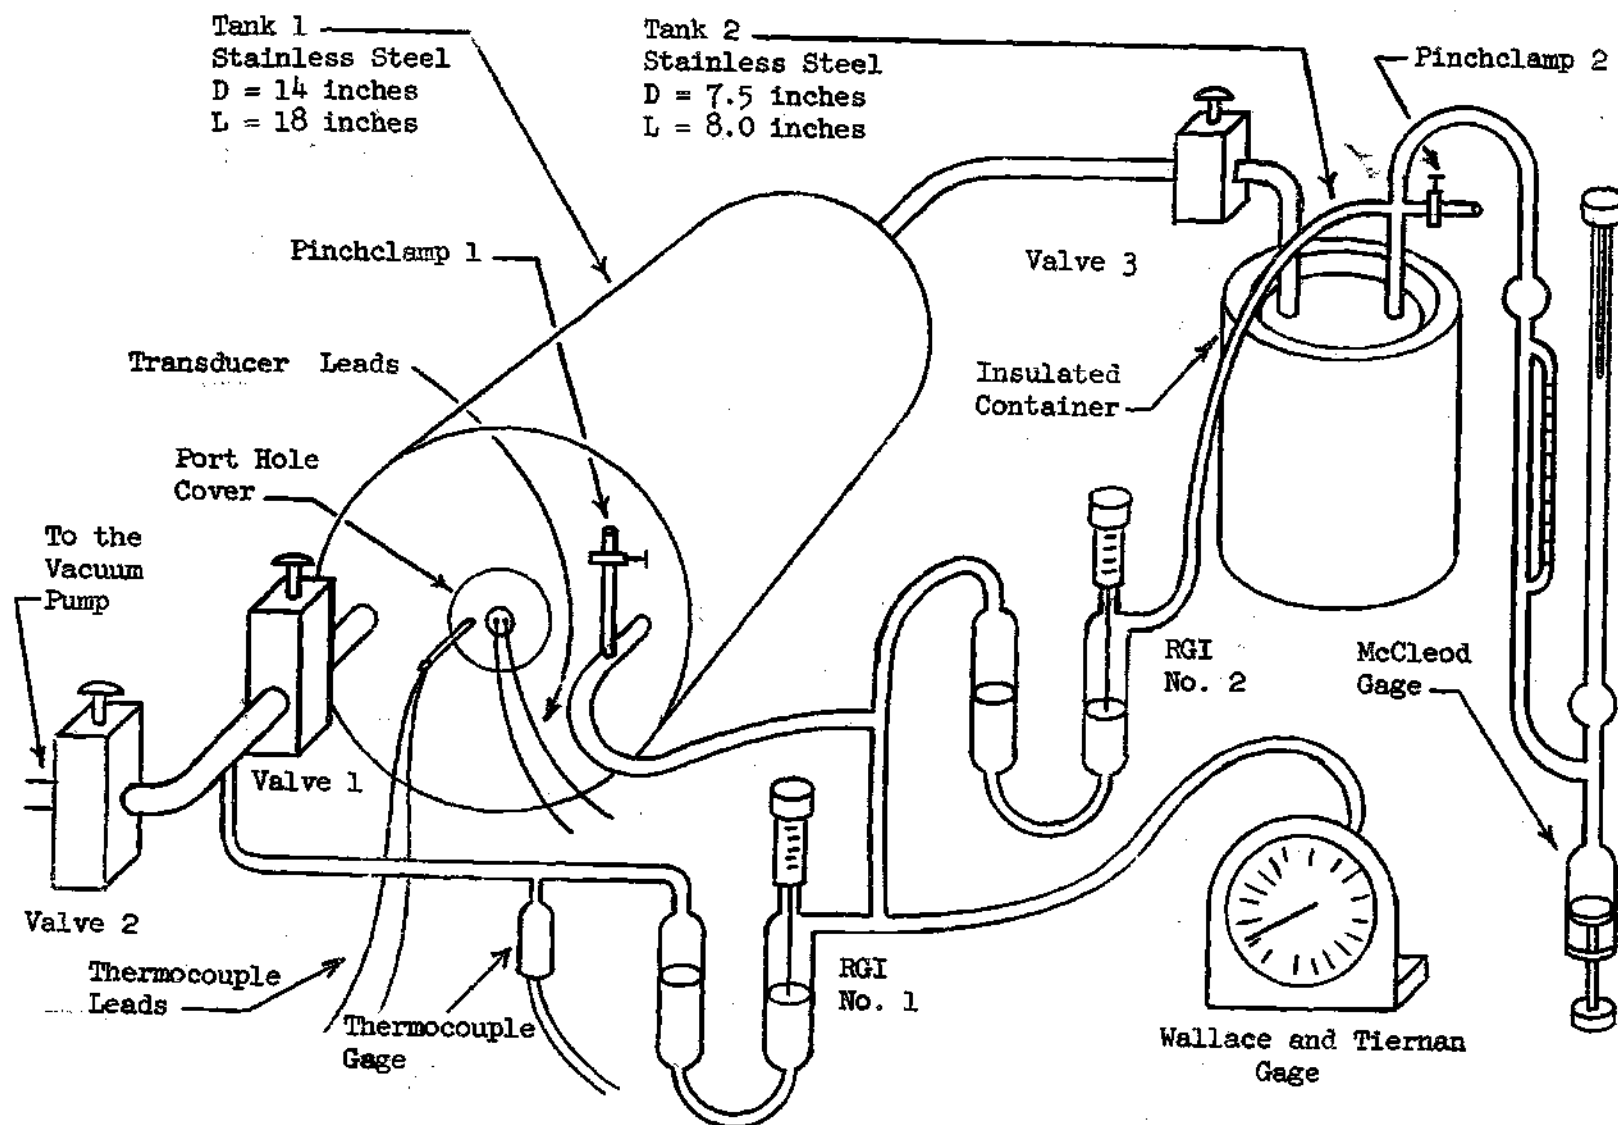 Tank 1
Stainless Steel
D = 14 inches
L = 18 inches
Tank 2
Stainless Steel
D = 7.5 inches
L = 8.0 inches
Pinchclamp 2
Pinchclamp 1
Valve 3
Transducer Leads
Insulated
Container
Port Hole
Cover
To the
Vacuum
Pump
RGI
No. 2
McCleod
Gage
Valve 1
Valve 2
Thermocouple
Leads
Thermocouple
Gage
RGI
No. 1
Wallace and Tiernan
Gage